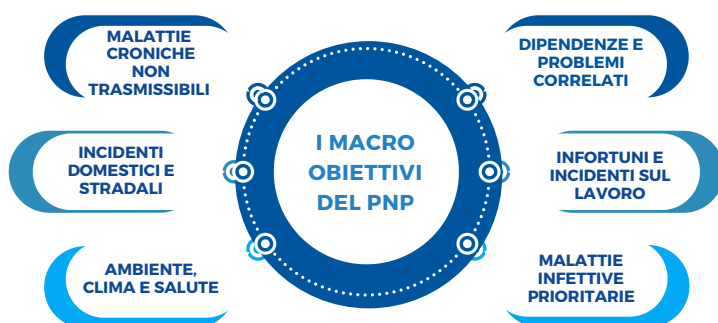 MALATTIE
CRONICHE
NON
TRASMISSIBILI
DIPENDENZE E
PROBLEMI
CORRELATI
I MACRO
OBIETTIVI
DEL PNP
INCIDENTI
DOMESTICI E
STRADALI
INFORTUNI E
INCIDENTI SUL
LAVORO
AMBIENTE,
CLIMA E SALUTE
MALATTIE
INFETTIVE
PRIORITARIE